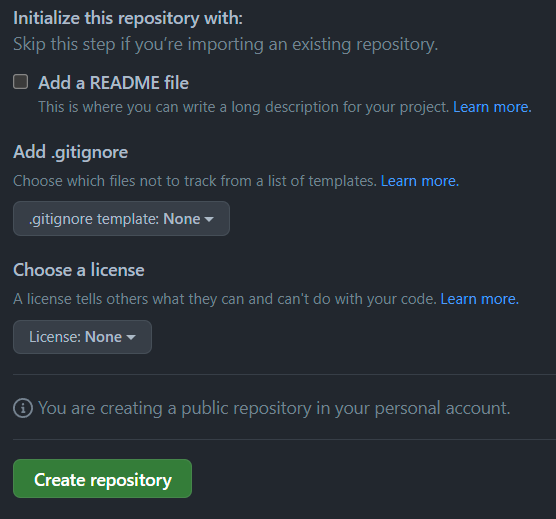 Initialize this repository with:
Skip this step if you’re importing an existing repository.
Add a README file
This is where you can write a long description for your project. Learn more.
Add .gitignore
Choose which files not to track from a list of templates. Learn more.
.gitignore template: None
Choose a license
A license tells others what they can and can't do with your code. Learn more.
License: None
You are creating a public repository in your personal account.
Create repository